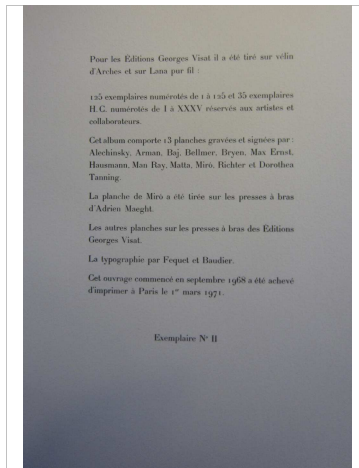 Pour les Éditions Georges Visat il a été tiré sur vélin
d'Arches et sur Lana pur fil :
125 exemplaires numérotés de 1 à 125 et 35 exemplaires
H.C. numérotés de I à XXXV réservés aux artistes et
collaborateurs.
Cet album comporte 13 planches gravées et signées par :
Alechinsky, Arman, Baj, Bellmer, Bryen, Max Ernst,
Hausmann, Man Ray, Matta, Miró, Richter et Dorothea
Tanning.
La planche de Miró a été tirée sur les presses à bras
d'Adrien Maeght.
Les autres planches sur les presses à bras des Éditions
Georges Visat.
La typographie par Fequet et Baudier.
Cet ouvrage commencé en septembre 1968 a été achevé
d'imprimer à Paris le 1er mars 1971.
Exemplaire N° II